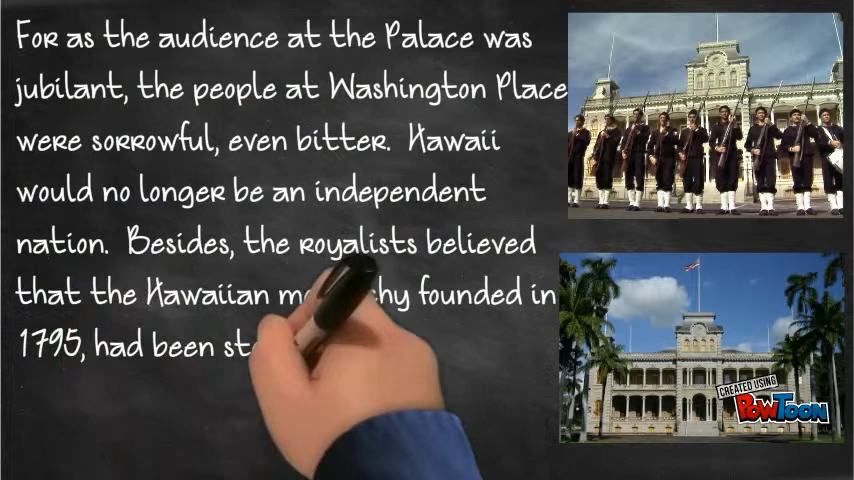 For as the audience at the Palace was
jubilant, the people at Washington Place
were sorrowful, even bitter. Hawaii
would no longer be an independent
nation. Besides, the royalists believed
that the Hawaiian founded in
1795, had been
CREATED USING
PowToon